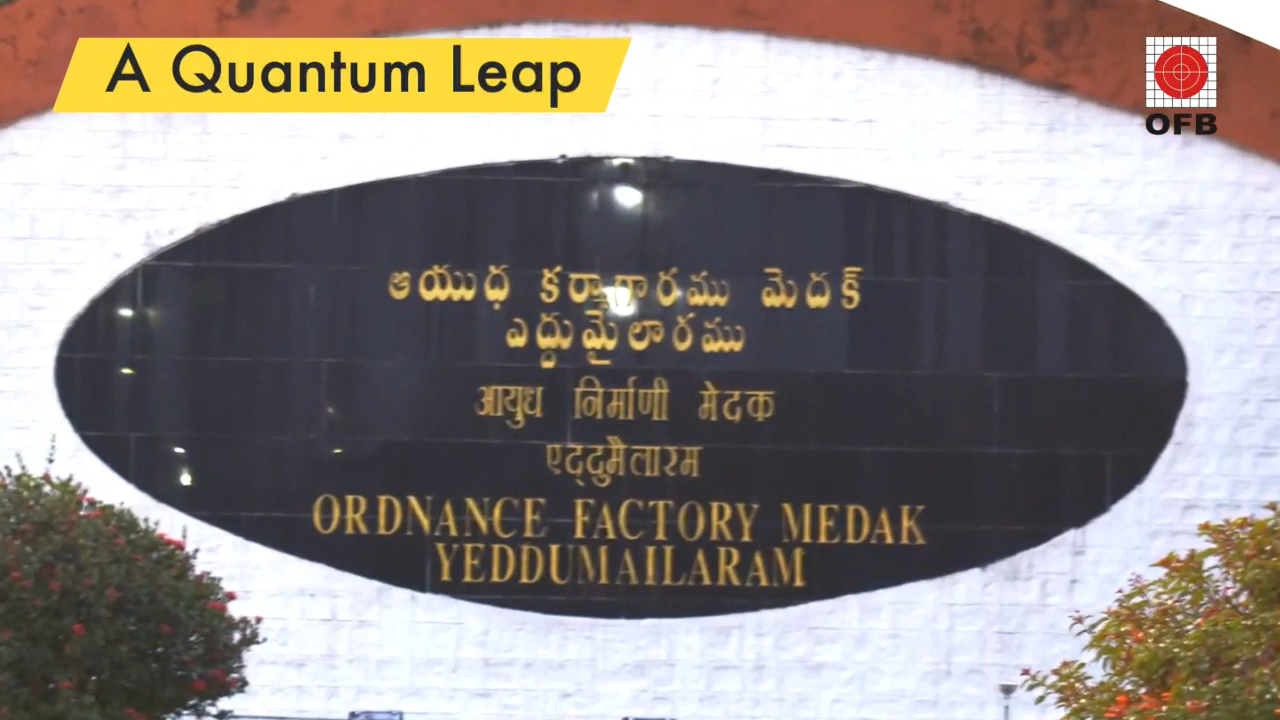 A Quantum Leap
OFB
ఆయుధ కర్మాగారము మెదక్
ఎద్దుమైలారము
आयुध निर्माणी मेदक
एद्दुमैलारम
ORDNANCE FACTORY MEDAK
YEDDUMAILARAM